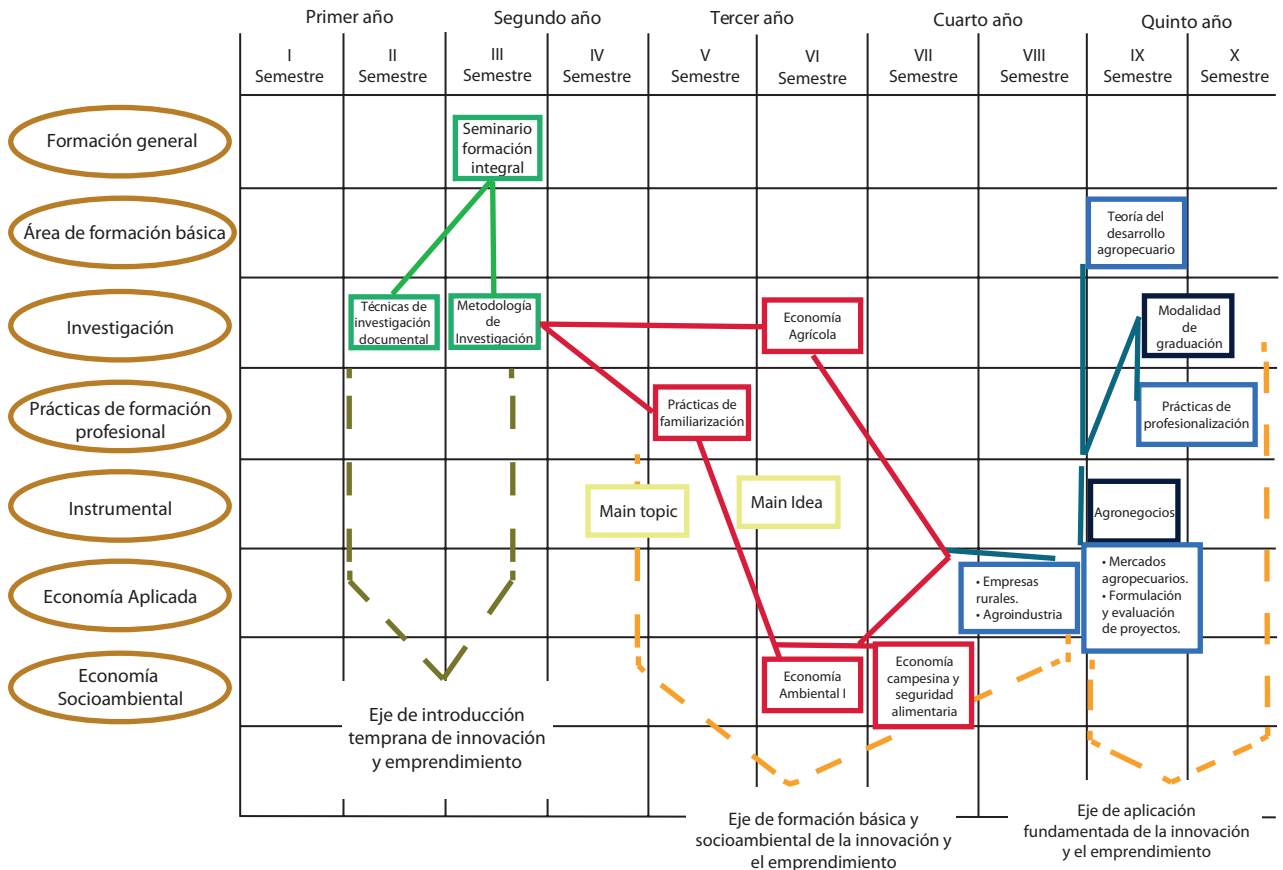 Primer año
Segundo año
Tercer año
Cuarto año
Quinto año
I
Semestre
II
Semestre
III
Semestre
IV
Semestre
V
Semestre
VI
Semestre
VII
Semestre
VIII
Semestre
IX
Semestre
X
Semestre
Formación general
Seminario
formación
integral
Área de formación básica
Teoría del
desarrollo
agropecuario
Investigación
Técnicas de
investigación
documental
Metodología
de
Investigación
Economía
Agrícola
Modalidad
de
graduación
Prácticas de formación
profesional
Prácticas de
familiarización
Prácticas de
profesionalización
Instrumental
Main topic
Main Idea
Agronegocios
Economía Aplicada
• Empresas
rurales.
• Agroindustria
• Mercados
agropecuarios.
• Formulación
y evaluación
de proyectos.
Economía
Socioambiental
Economía
Ambiental I
Economía
campesina y
seguridad
alimentaria
Eje de introducción
temprana de innovación
y emprendimiento
Eje de formación básica y
socioambiental de la innovación y
el emprendimiento
Eje de aplicación
fundamentada de la innovación
y el emprendimiento